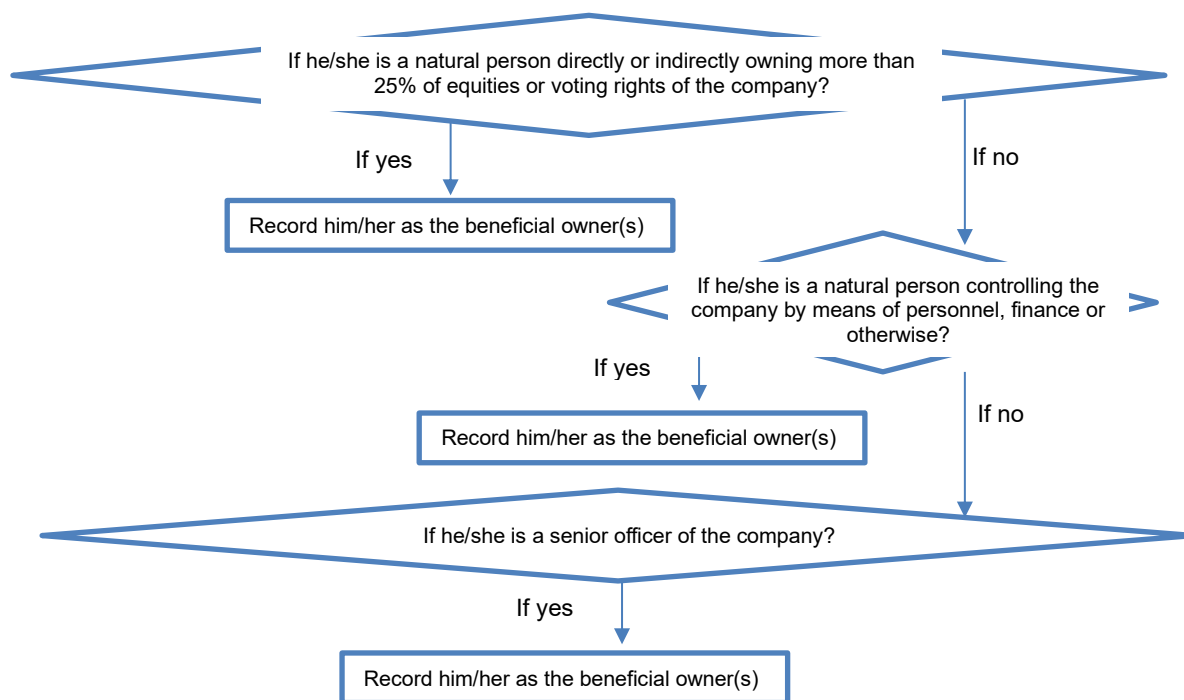 If he/she is a natural person directly or indirectly owning more than
25% of equities or voting rights of the company?
If yes
If no
Record him/her as the beneficial owner(s)
If he/she is a natural person controlling the
company by means of personnel, finance or
otherwise?
If yes
If no
Record him/her as the beneficial owner(s)
If he/she is a senior officer of the company?
If yes
Record him/her as the beneficial owner(s)